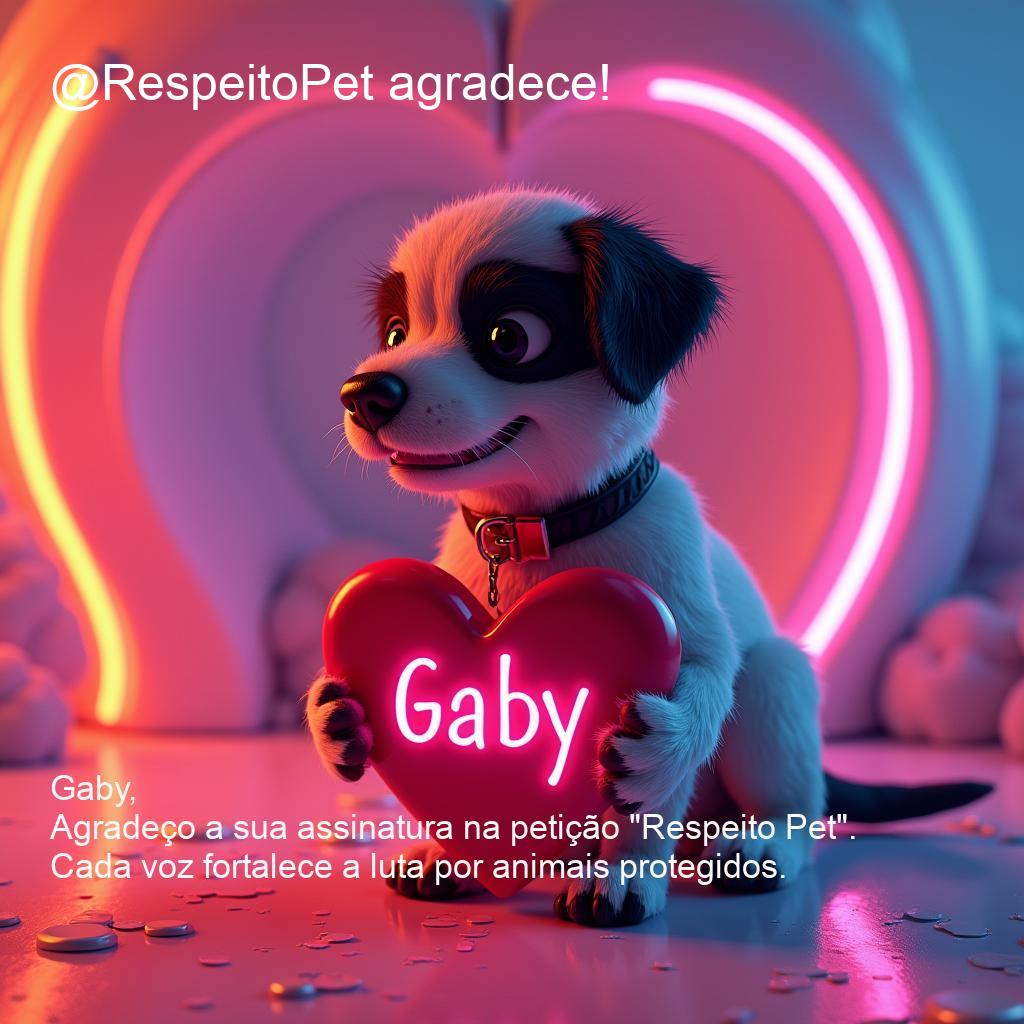 @RespeitoPet agradece!
Gaby
Gaby,
Agradeço a sua assinatura na petição "Respeito Pet".
Cada voz fortalece a luta por animais protegidos.